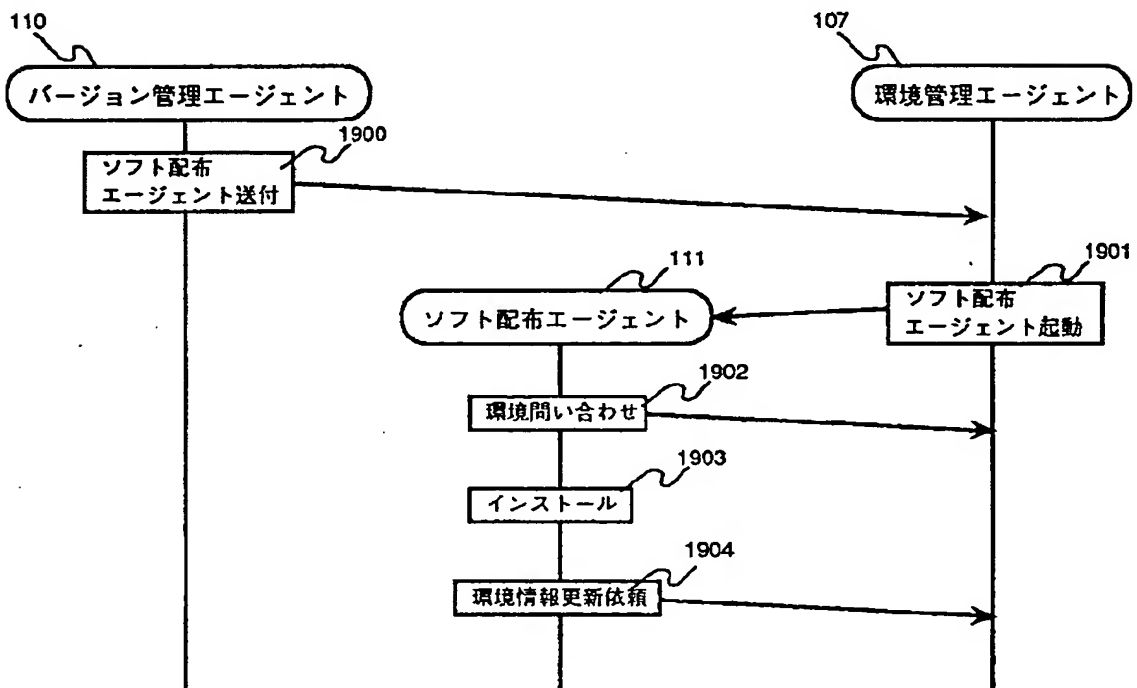 110
107
バージョン管理エージェント
環境管理エージェント
1900
ソフト配布
エージェント送付
111
1901
ソフト配布エージェント
ソフト配布
エージェント起動
1902
環境問い合わせ
1903
インストール
1904
環境情報更新依頼